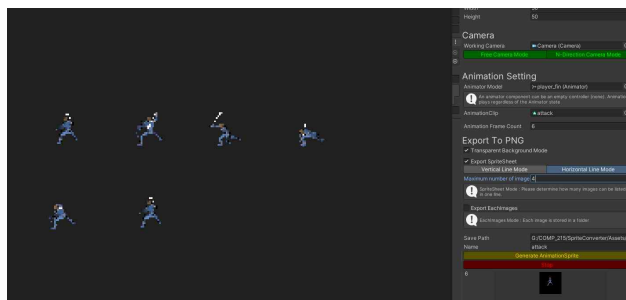 Width 50
Height 50
Camera
Working Camera Camera (Camera)
Free Camera Mode N-Direction Camera Mode
Animation Setting
Animator Model player_fin (Animator)
An animator component can be an empty controller (none). Animation
plays regardless of the Animator state
AnimationClip attack
Animation Frame Count 6
Export To PNG
Transparent Background Mode
Export SpriteSheet
Vertical Line Mode Horizontal Line Mode
Maximum number of image 4
SpriteSheet Mode : Please determine how many images can be listed
in one line.
Export Eachimages
Eachimages Mode : Each image is stored in a folder
Save Path G:/COMP_215/SpriteConverter/Assets
Name attack
Generate AnimationSprite
Stop
6